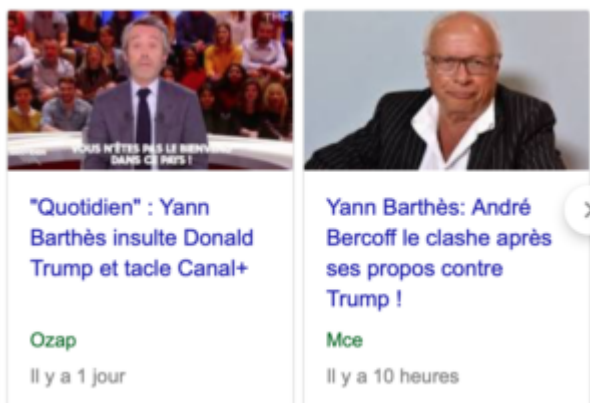 VOUS N'ÊTES PAS LE BIENVENU
DANS CE PAYS !
"Quotidien" : Yann
Barthès insulte Donald
Trump et tacle Canal+
Ozap
Il y a 1 jour
Yann Barthès: André
Bercoff le clashe après
ses propos contre
Trump !
Mce
Il y a 10 heures